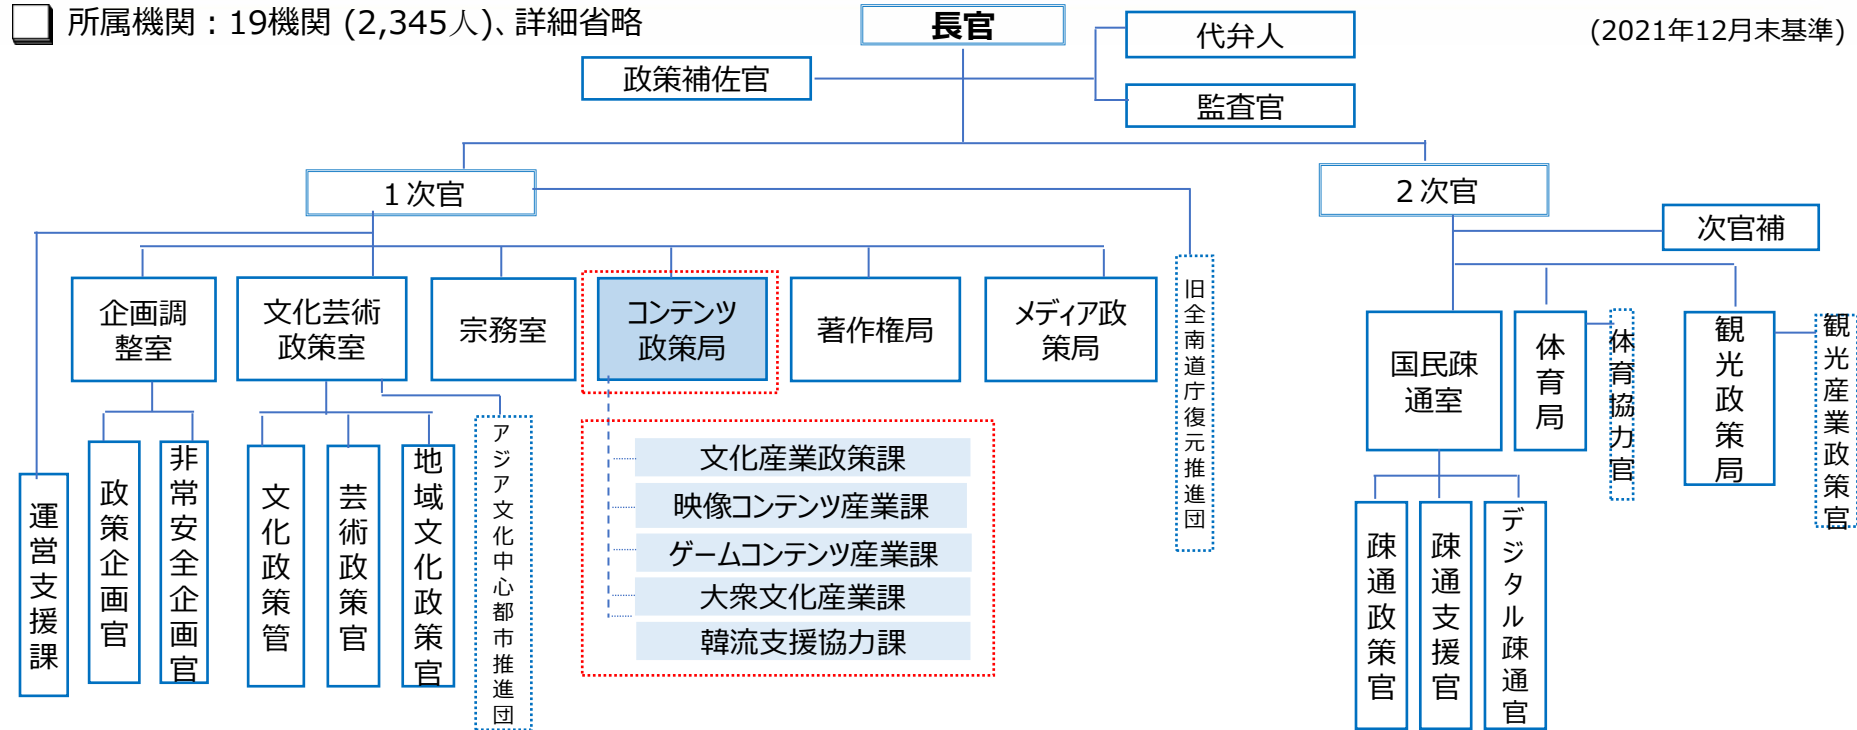 所属機関：19機関 (2,345人)、詳細省略
長官
代弁人
(2021年12月末基準)
政策補佐官
監査官
１次官
２次官
次官補
企画調
整室
文化芸術
政策室
宗務室
コンテンツ
政策局
著作権局
メディア政
策局
旧全南道庁復元推進団
国民疎
通室
体育局
体育協力官
観光政策局
観光産業政策官
運営支援課
政策企画官
非常安全企画官
文化政策管
芸術政策官
地域文化政策官
アジア文化中心都市推進団
文化産業政策課
映像コンテンツ産業課
ゲームコンテンツ産業課
大衆文化産業課
韓流支援協力課
疎通政策官
疎通支援官
デジタル疎通官